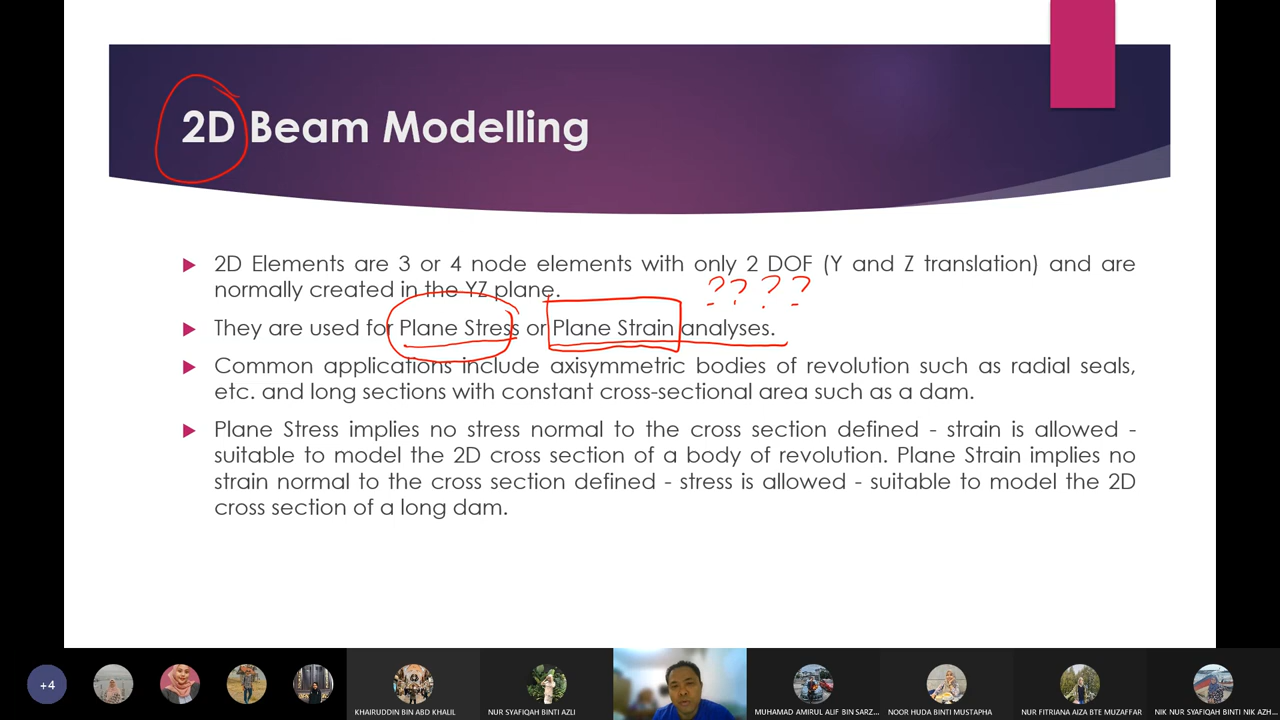 2D Beam Modelling
2D Elements are 3 or 4 node elements with only 2 DOF (Y and Z translation) and are
normally created in the YZ plane.
? ? ? ?
They are used for Plane Stress or Plane Strain analyses.
Common applications include axisymmetric bodies of revolution such as radial seals,
etc. and long sections with constant cross-sectional area such as a dam.
Plane Stress implies no stress normal to the cross section defined - strain is allowed -
suitable to model the 2D cross section of a body of revolution. Plane Strain implies no
strain normal to the cross section defined - stress is allowed - suitable to model the 2D
cross section of a long dam.
+4
KHAIRUDDIN BIN ABD KHALIL
NUR SYAFIQAH BINTI AZLI
MUHAMAD AMIRUL ALIF BIN SARZ...
NOOR HUDA BINTI MUSTAPHA
NUR FITRIANA AIZA BTE MUZAFFAR
NIK NUR SYAFIQAH BINTI NIK AZH...